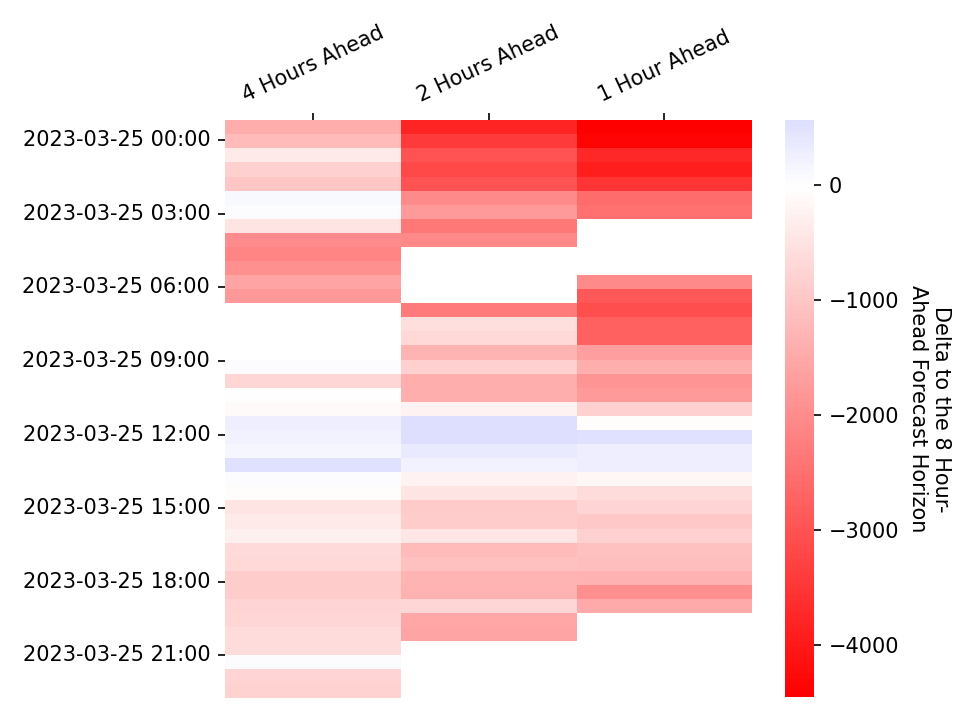 4 Hours Ahead
2 Hours Ahead
1 Hour Ahead
2023-03-25 00:00
2023-03-25 03:00
2023-03-25 06:00
2023-03-25 09:00
2023-03-25 12:00
2023-03-25 15:00
2023-03-25 18:00
2023-03-25 21:00
0
−1000
−2000
−3000
−4000
Delta to the 8 Hour-
Ahead Forecast Horizon